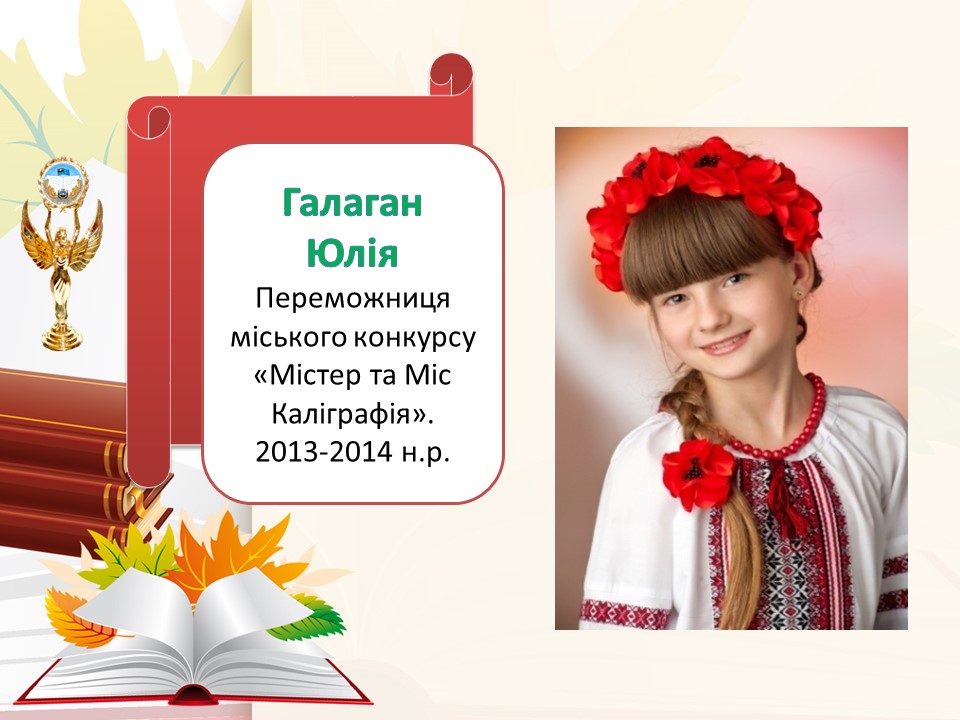 Галаган
Юлія
Переможниця
міського конкурсу
«Містер та Міс
Каліграфія».
2013-2014 н.р.